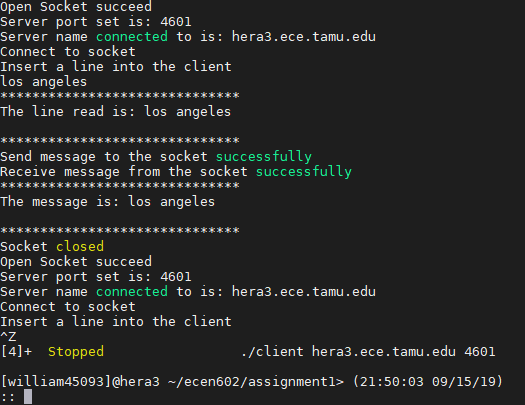 Open Socket succeed
Server port set is: 4601
Server name connected to is: hera3.ece.tamu.edu
Connect to socket
Insert a line into the client
los angeles
******************************
The line read is: los angeles
******************************
Send message to the socket successfully
Receive message from the socket successfully
******************************
The message is: los angeles
******************************
Socket closed
Open Socket succeed
Server port set is: 4601
Server name connected to is: hera3.ece.tamu.edu
Connect to socket
Insert a line into the client
^Z
[4]+  Stopped                 ./client hera3.ece.tamu.edu 4601
[william45093]@hera3 ~/ecen602/assignment1> (21:50:03 09/15/19)
::